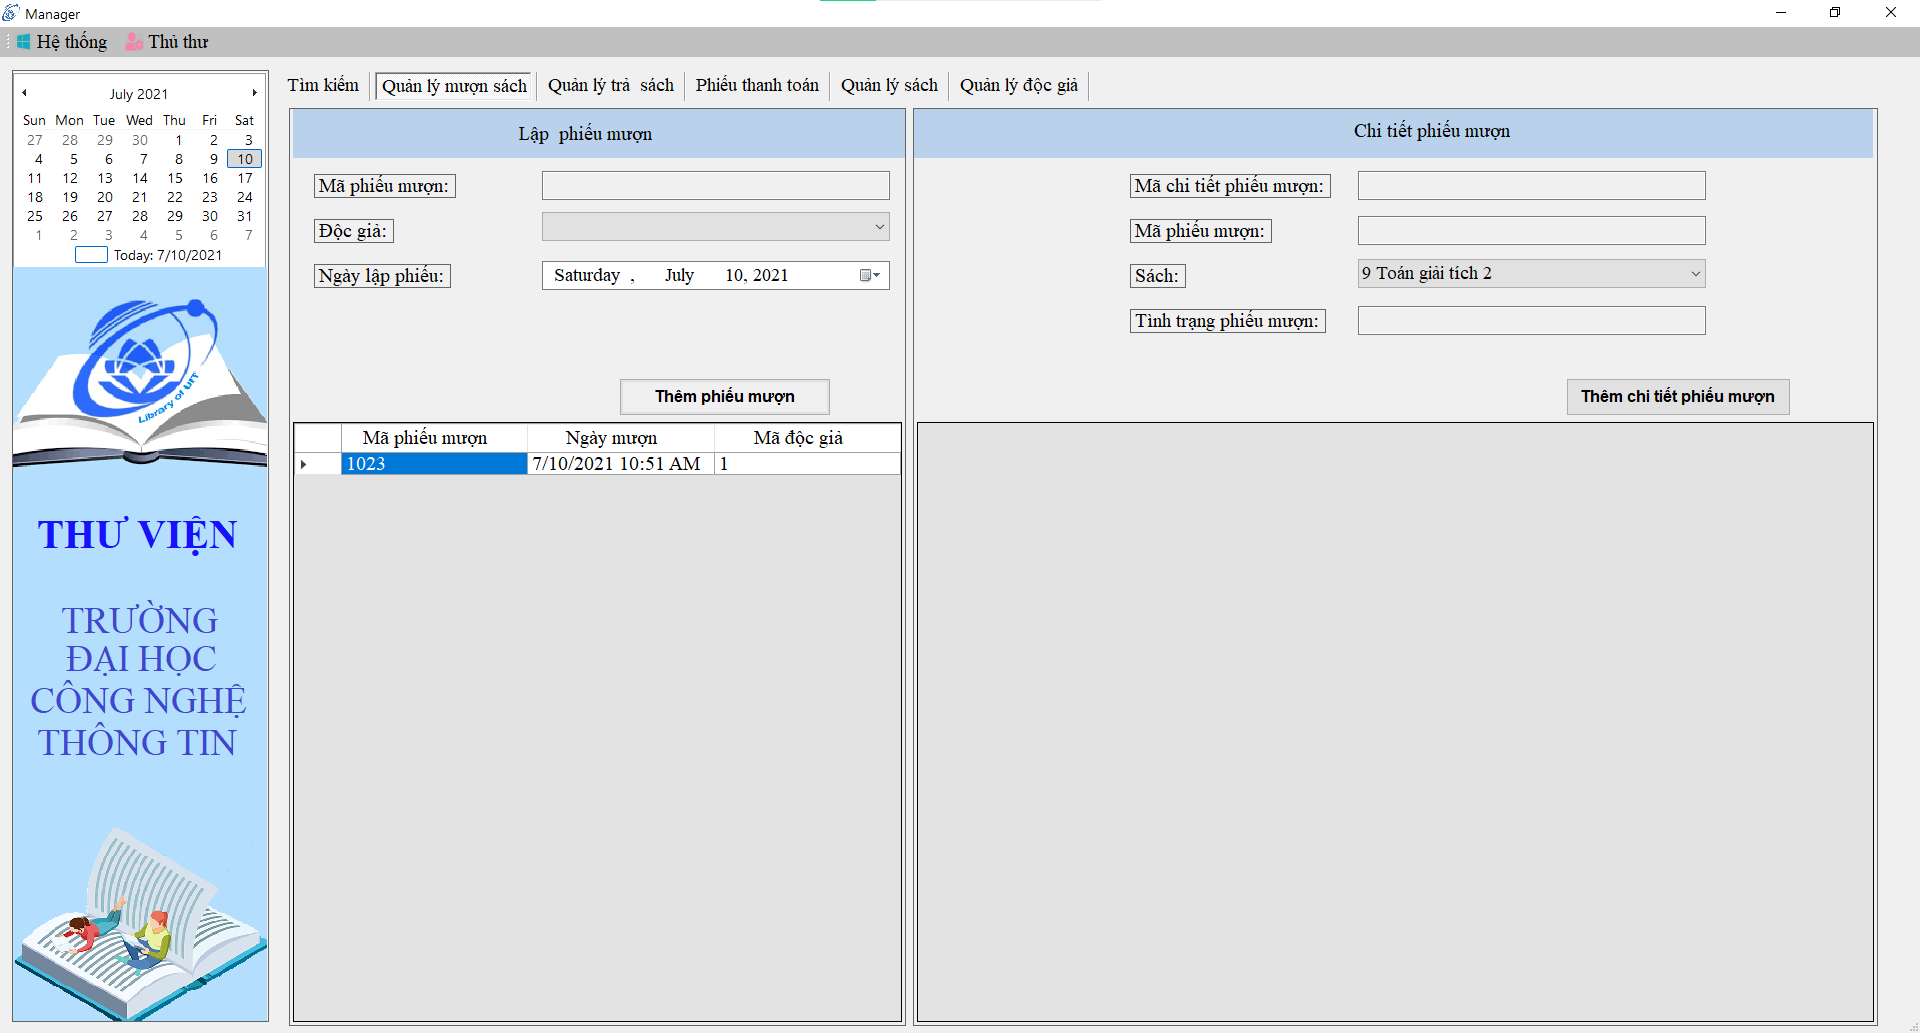 Manager
Hệ thống Thủ thư
July 2021
Sun Mon Tue Wed Thu Fri Sat
27 28 29 30 1 2 3
4 5 6 7 8 9 10
11 12 13 14 15 16 17
18 19 20 21 22 23 24
25 26 27 28 29 30 31
1 2 3 4 5 6 7
Today: 7/10/2021
Library of UIT
THƯ VIỆN
TRƯỜNG
ĐẠI HỌC
CÔNG NGHỆ
THÔNG TIN
Tìm kiếm Quản lý mượn sách Quản lý trả sách Phiếu thanh toán Quản lý sách Quản lý độc giả
Lập phiếu mượn
Mã phiếu mượn:
Độc giả:
Ngày lập phiếu: Saturday , July 10, 2021
Thêm phiếu mượn
Mã phiếu mượn Ngày mượn Mã độc giả
1023 7/10/2021 10:51 AM 1
Chi tiết phiếu mượn
Mã chi tiết phiếu mượn:
Mã phiếu mượn:
Sách: 9 Toán giải tích 2
Tình trạng phiếu mượn:
Thêm chi tiết phiếu mượn